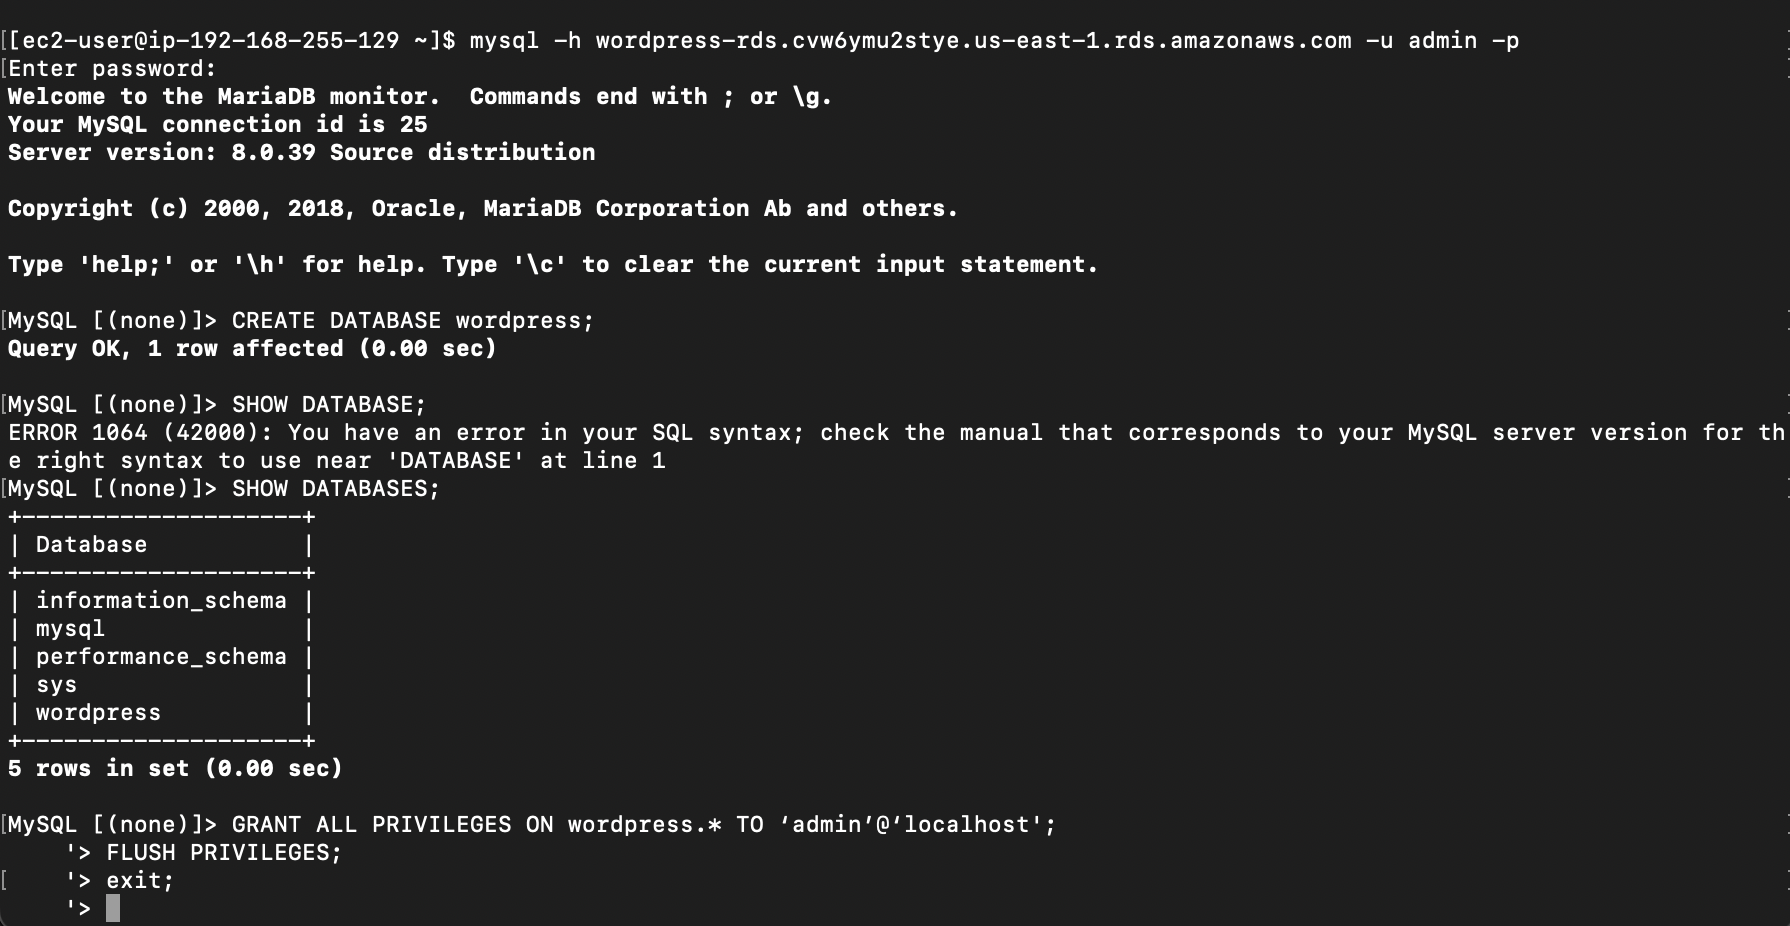 [[ec2-user@ip-192-168-255-129 ~]$ mysql -h wordpress-rds.cvw6ymu2stye.us-east-1.rds.amazonaws.com -u admin -p
[Enter password:
Welcome to the MariaDB monitor.  Commands end with ; or \g.
Your MySQL connection id is 25
Server version: 8.0.39 Source distribution

Copyright (c) 2000, 2018, Oracle, MariaDB Corporation Ab and others.

Type 'help;' or '\h' for help. Type '\c' to clear the current input statement.

[MySQL [(none)]> CREATE DATABASE wordpress;
Query OK, 1 row affected (0.00 sec)

[MySQL [(none)]> SHOW DATABASE;
ERROR 1064 (42000): You have an error in your SQL syntax; check the manual that corresponds to your MySQL server version for th
e right syntax to use near 'DATABASE' at line 1
[MySQL [(none)]> SHOW DATABASES;
+--------------------+
| Database           |
+--------------------+
| information_schema |
| mysql              |
| performance_schema |
| sys                |
| wordpress          |
+--------------------+
5 rows in set (0.00 sec)

[MySQL [(none)]> GRANT ALL PRIVILEGES ON wordpress.* TO ‘admin’@‘localhost';
    '> FLUSH PRIVILEGES;
[    '> exit;
    '>